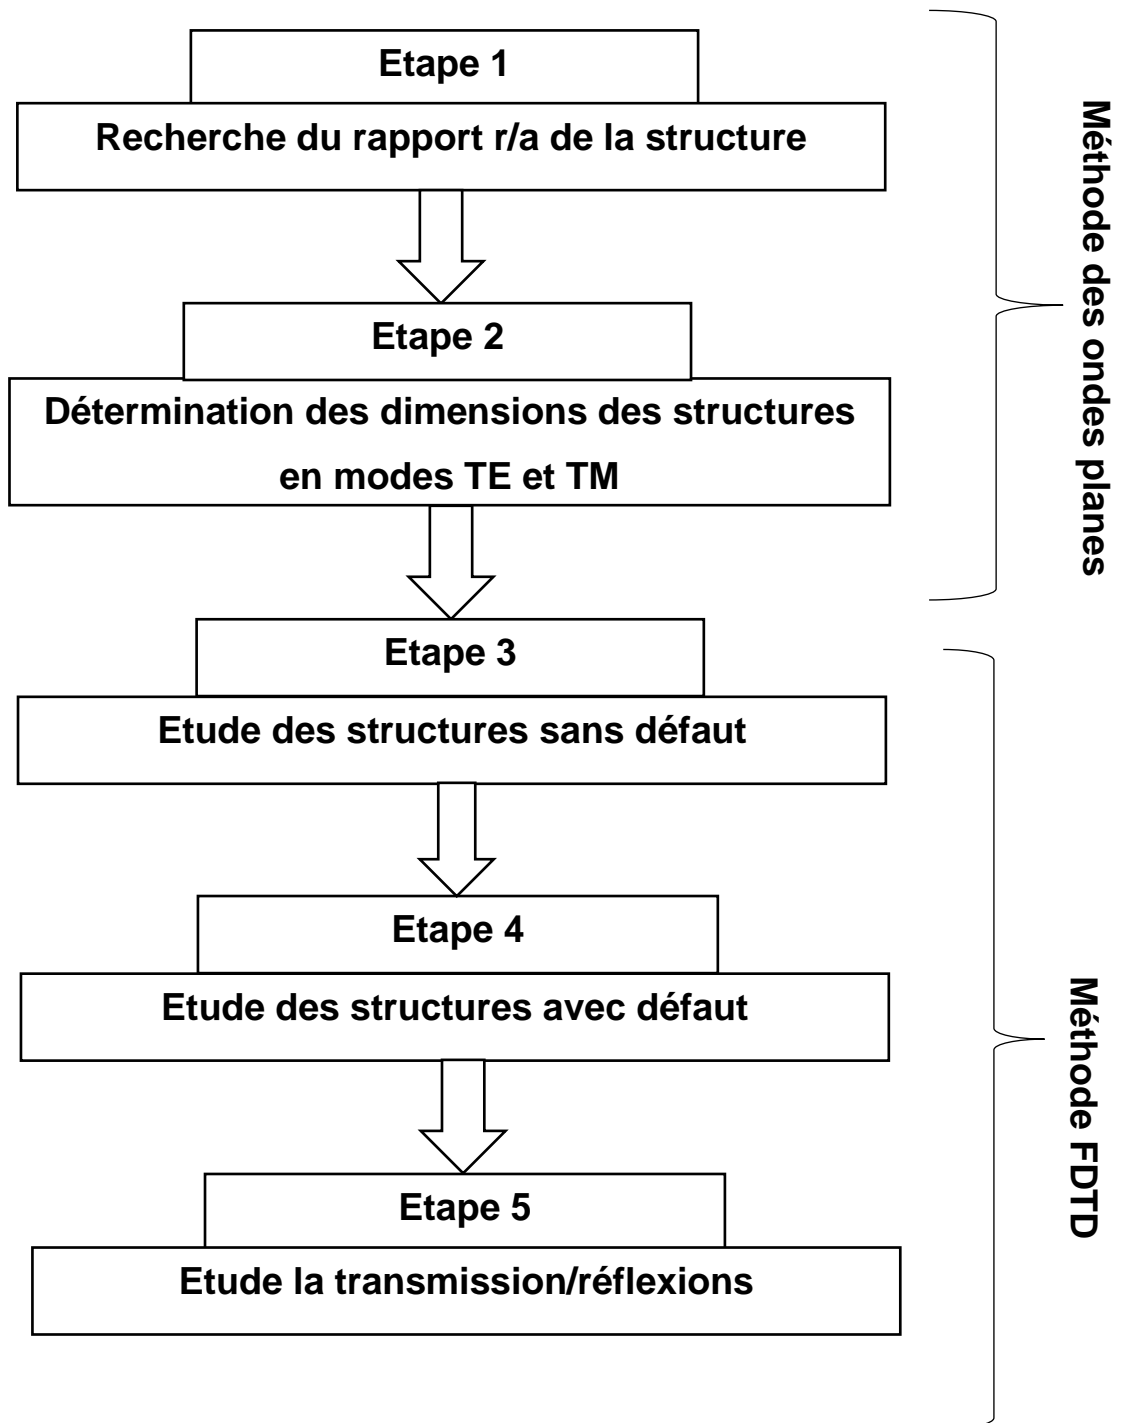 Etape 1
Recherche du rapport r/a de la structure
Etape 2
Détermination des dimensions des structures
en modes TE et TM
Méthode des ondes planes
Etape 3
Etude des structures sans défaut
Etape 4
Etude des structures avec défaut
Etape 5
Etude la transmission/réflexions
Méthode FDTD